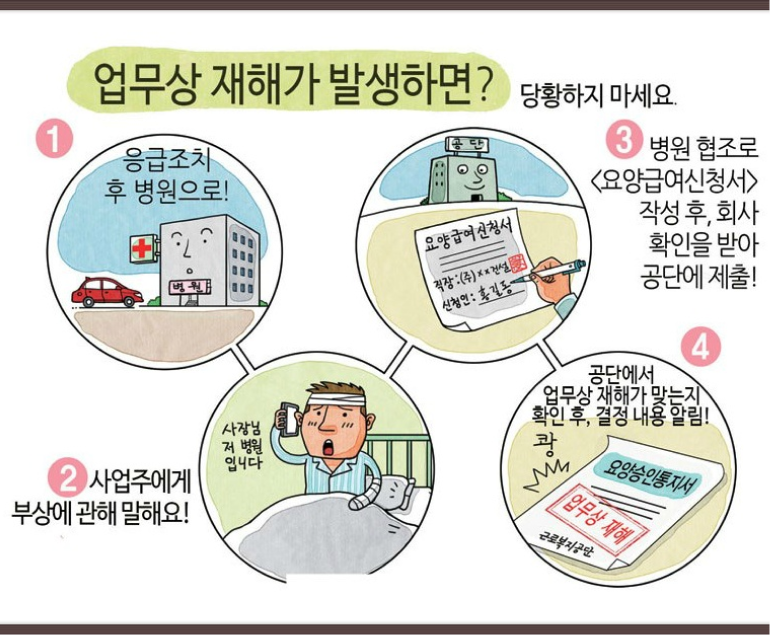 업무상 재해가 발생하면?
당황하지 마세요.
1
응급조치
후 병원으로!
병원
2 사업주에게
부상에 관해 말해요!
사장님
저 병원
입니다
3 병원 협조로
<요양급여신청서>
작성 후, 회사
확인을 받아
공단에 제출!
공단
요양급여신청서
직장:(주)××건설
신청인: 홍길동
4
공단에서
업무상 재해가 맞는지
확인 후, 결정 내용 알림!
쾅
요양승인통지서
업무상 재해
근로복지공단